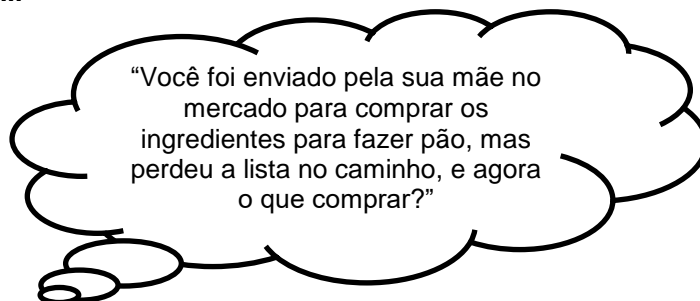 “Você foi enviado pela sua mãe no
mercado para comprar os
ingredientes para fazer pão, mas
perdeu a lista no caminho, e agora
o que comprar?”